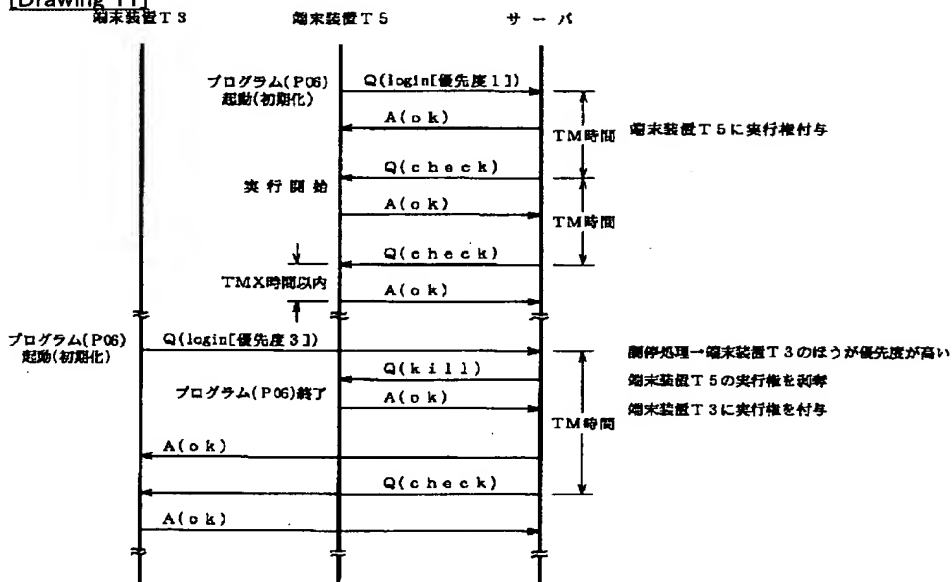 [Drawing 11]
端末装置T3 端末装置T5 サーバ
プログラム(P06) Q(login[優先度1])
起動(初期化)
A(ok)
TM時間 端末装置T5に実行権付与
Q(check)
実行開始
A(ok)
TM時間
Q(check)
TMX時間以内
A(ok)
プログラム(P06) Q(login[優先度3])
起動(初期化)
調停処理→端末装置T3のほうが優先度が高い
Q(kill)
端末装置T5の実行権を剥奪
プログラム(P06)終了
A(ok) 端末装置T3に実行権を付与
TM時間
A(ok)
Q(check)
A(ok)